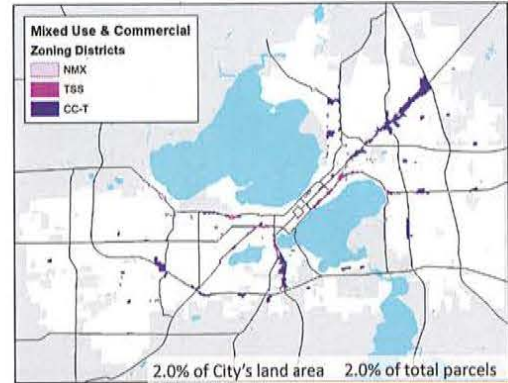 Mixed Use & Commercial
Zoning Districts
NMX
TSS
CC-T
2.0% of City's land area 2.0% of total parcels